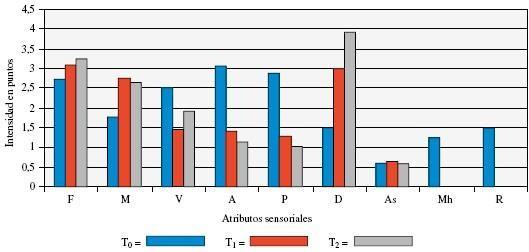 Intensidad en puntos
4,5
4
3,5
3
2,5
2
1,5
1
0,5
0
F M V A P D As Mh R
Atributos sensoriales
T0 = T1 = T2 =